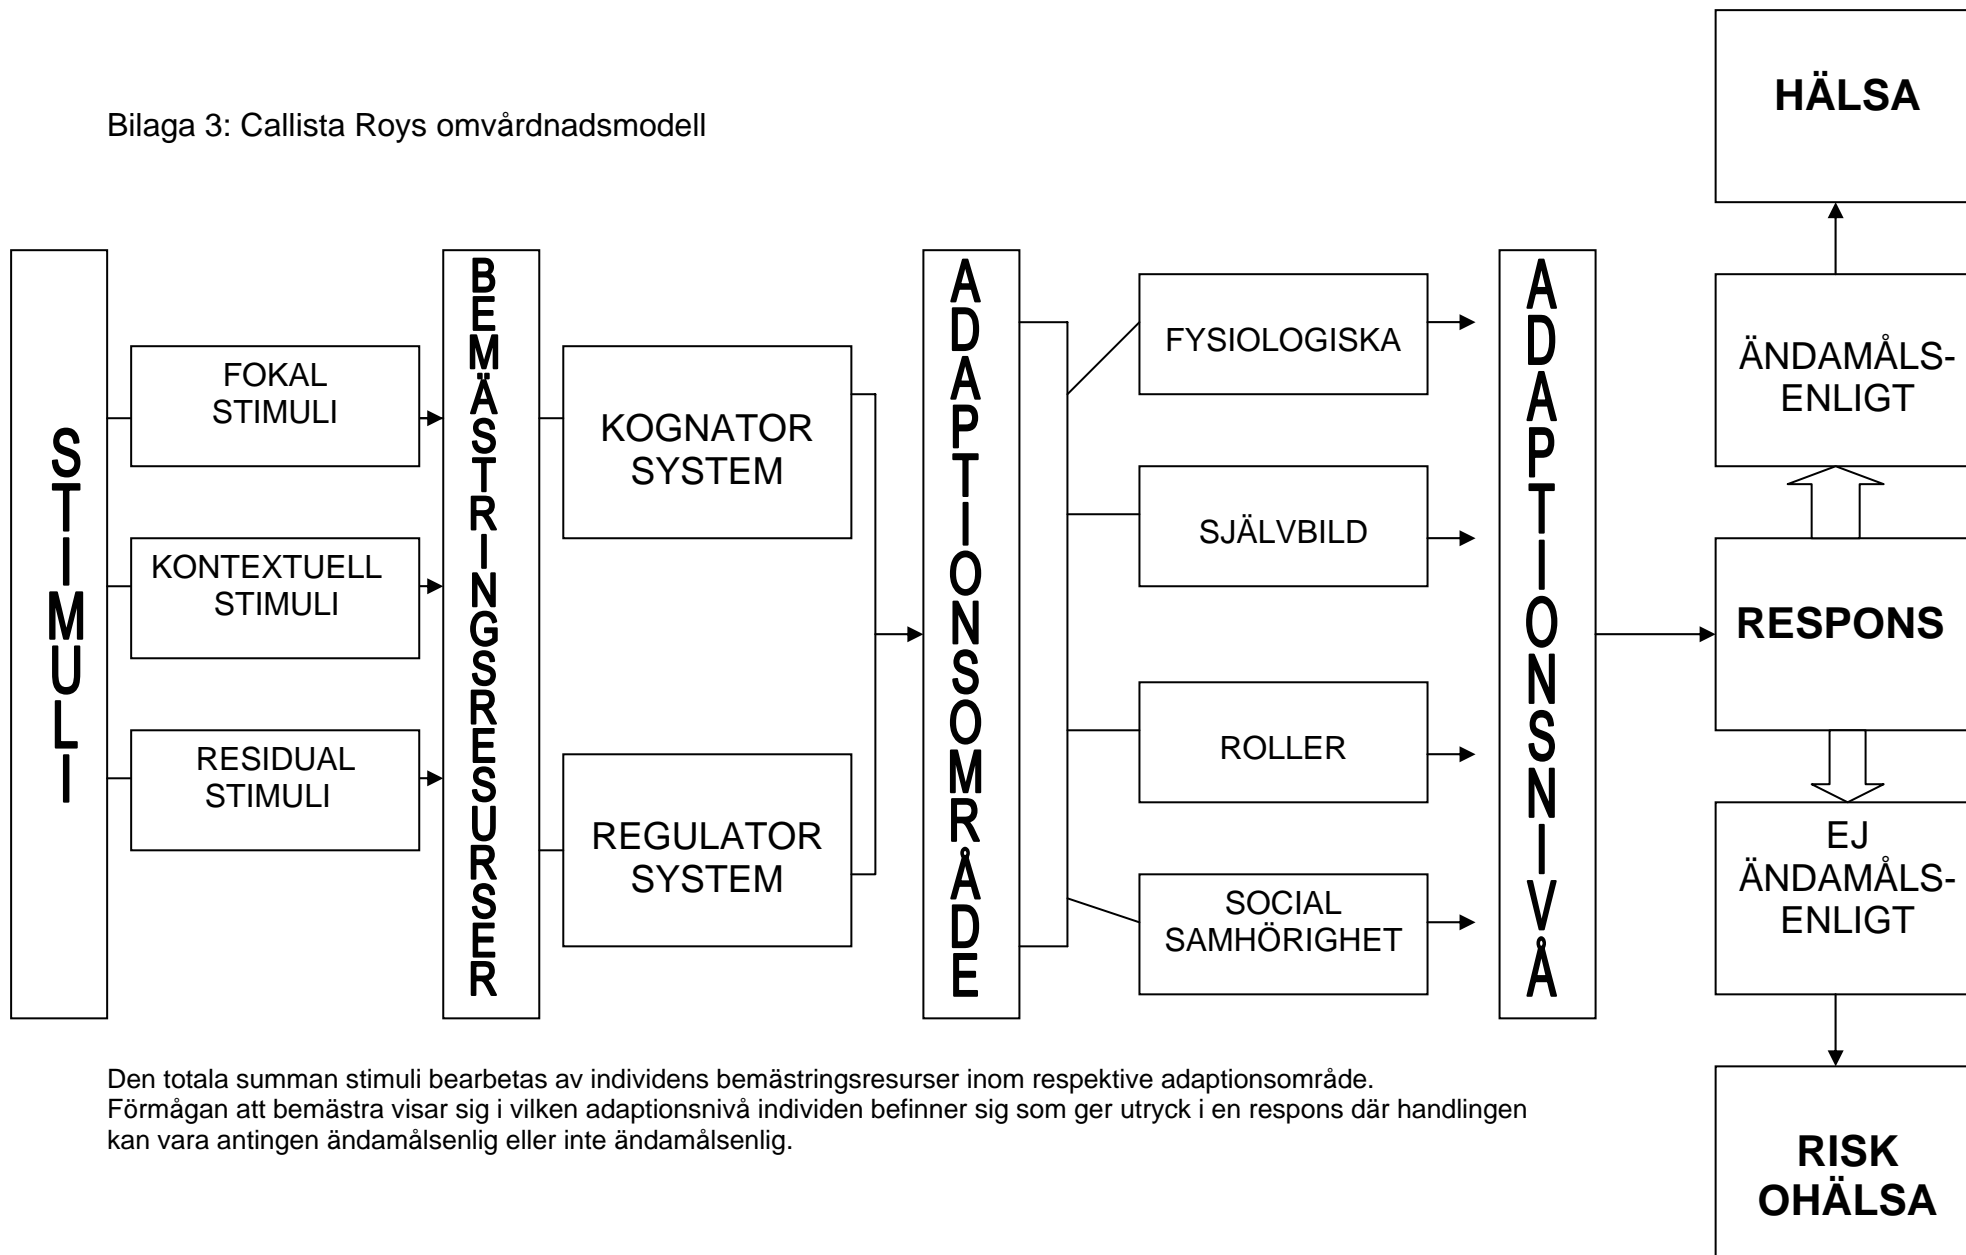 Bilaga 3: Callista Roys omvårdnadsmodell
STIMULI
FOKAL
STIMULI
KONTEXTUELL
STIMULI
RESIDUAL
STIMULI
BEMÄSTRINGSRESURSER
KOGNATOR
SYSTEM
REGULATOR
SYSTEM
ADAPTIONSOMRÅDE
FYSIOLOGISKA
SJÄLVBILD
ROLLER
SOCIAL
SAMHÖRIGHET
ADAPTIONSNIVÅ
HÄLSA
ÄNDAMÅLS-
ENLIGT
RESPONS
EJ
ÄNDAMÅLS-
ENLIGT
RISK
OHÄLSA
Den totala summan stimuli bearbetas av individens bemästringsresurser inom respektive adaptionsområde.
Förmågan att bemästra visar sig i vilken adaptionsnivå individen befinner sig som ger utryck i en respons där handlingen
kan vara antingen ändamålsenlig eller inte ändamålsenlig.